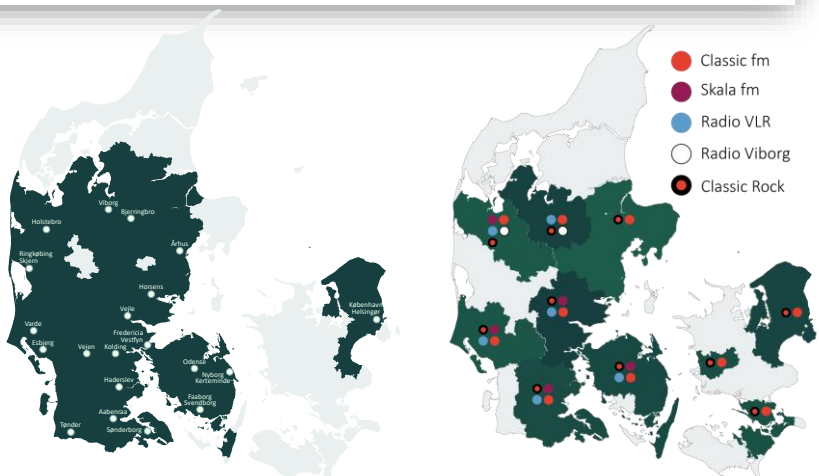 Viborg
Bjerringbro
Holstebro
Århus
Ringkøbing
Skjern
Horsens
København
Helsingør
Vejle
Varde
Fredericia
Vestfyn
Esbjerg
Vejen
Kolding
Odense
Nyborg
Kerteminde
Haderslev
Faaborg
Svendborg
Aabenraa
Tønder
Sønderborg
Classic fm
Skala fm
Radio VLR
Radio Viborg
Classic Rock